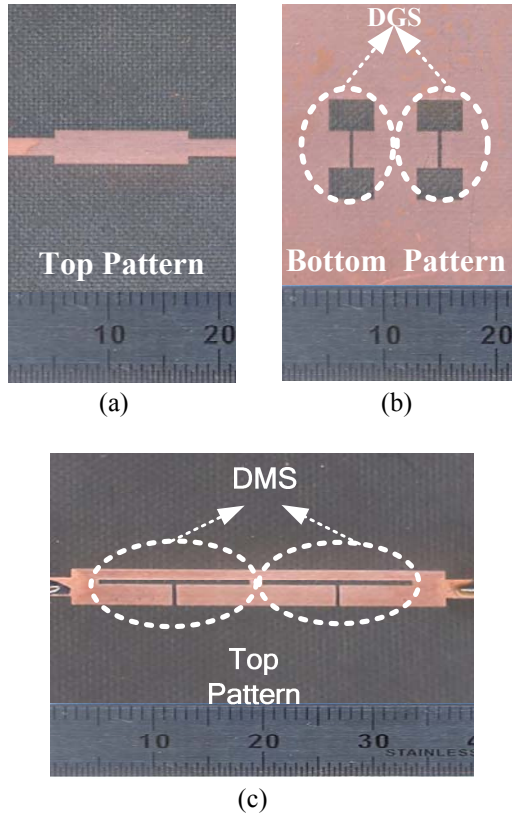 DGS
Top Pattern
Bottom Pattern
10 20
10 20
(a)
(b)
DMS
Top
Pattern
10 20 30
STAINLESS
(c)